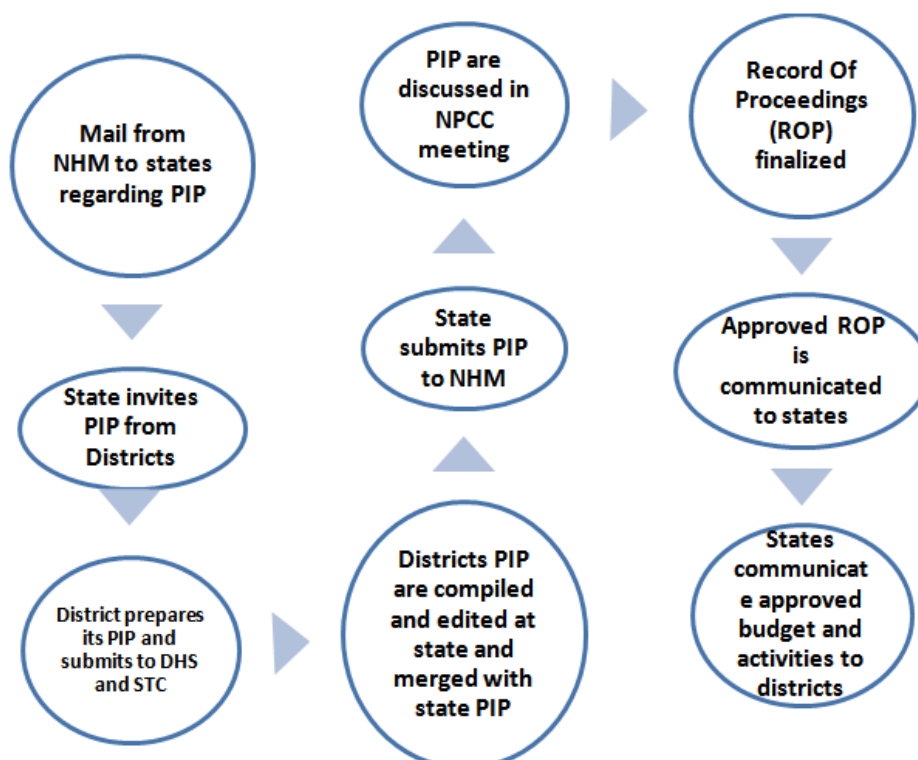 Mail from
NHM to states
regarding PIP
State invites
PIP from
Districts
District prepares
its PIP and
submits to DHS
and STC
Districts PIP
are compiled
and edited at
state and
merged with
state PIP
State
submits PIP
to NHM
PIP are
discussed in
NPCC
meeting
Record Of
Proceedings
(ROP)
finalized
Approved ROP
is
communicated
to states
States
communicat
e approved
budget and
activities to
districts